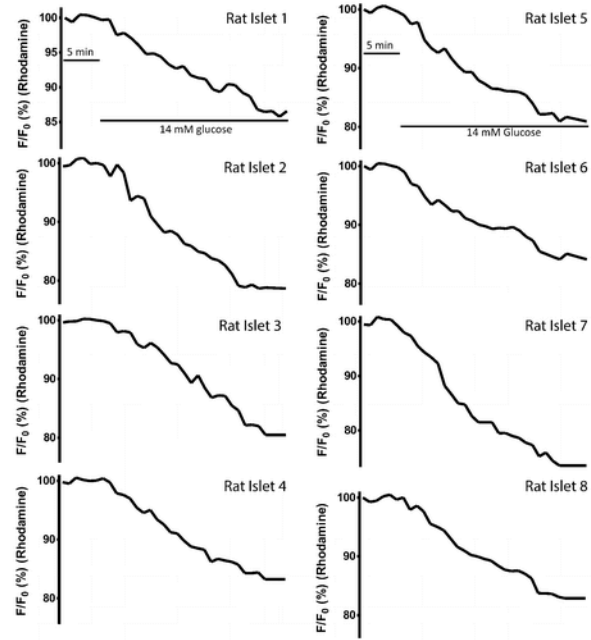 Rat Islet 1
F/F0 (%) (Rhodamine)
100
95
90
85
5 min
14 mM glucose
Rat Islet 2
F/F0 (%) (Rhodamine)
100
90
80
Rat Islet 3
F/F0 (%) (Rhodamine)
100
90
80
Rat Islet 4
F/F0 (%) (Rhodamine)
100
90
80
Rat Islet 5
F/F0 (%) (Rhodamine)
100
90
80
5 min
14 mM Glucose
Rat Islet 6
F/F0 (%) (Rhodamine)
100
90
80
Rat Islet 7
F/F0 (%) (Rhodamine)
100
90
80
Rat Islet 8
F/F0 (%) (Rhodamine)
100
90
80